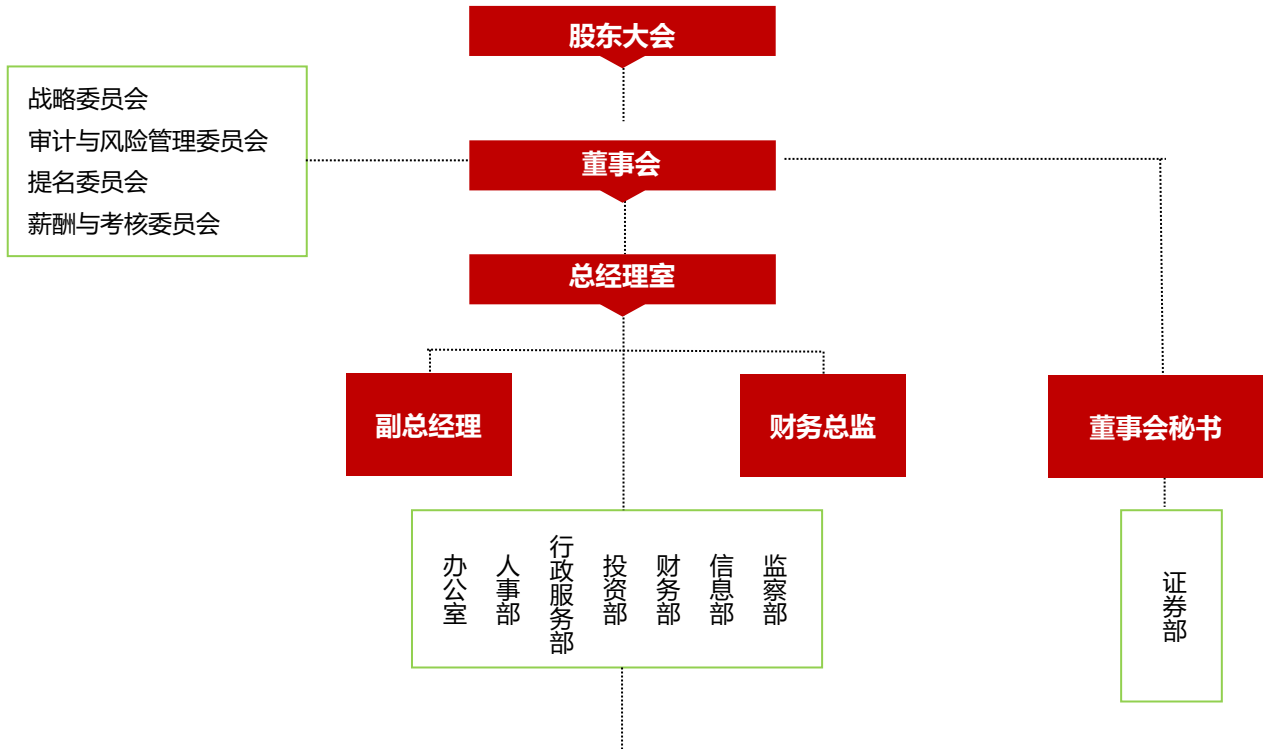 股东大会
战略委员会
审计与风险管理委员会
提名委员会
薪酬与考核委员会
董事会
总经理室
副总经理
财务总监
董事会秘书
办公室
人事部
行政服务部
投资部
财务部
信息部
监察部
证券部